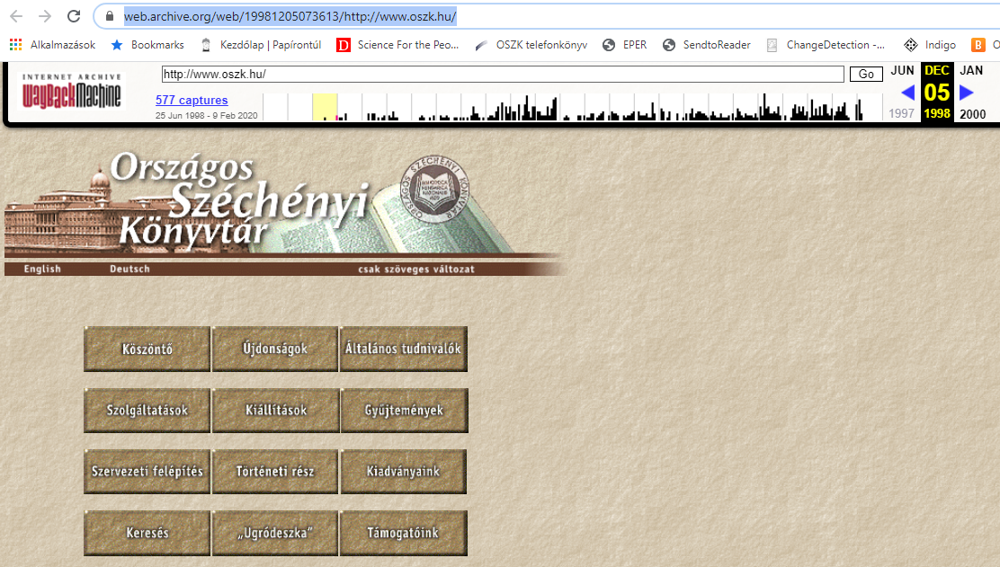 web.archive.org/web/19981205073613/http://www.oszk.hu/
Alkalmazások Bookmarks Kezdőlap | Papírontúl Science For the Peo... OSZK telefonkönyv EPER SendtoReader ChangeDetection -... Indigo
INTERNET ARCHIVE
WayBackMachine
http://www.oszk.hu/ Go
577 captures
25 Jun 1998 - 9 Feb 2020
JUN DEC JAN
05
1997 1998 2000
Országos
Széchényi
Könyvtár
ORSZÁGOS SZÉCHÉNYI KÖNYVTÁR
English Deutsch csak szöveges változat
Köszöntő Újdonságok Általános tudnivalók
Szolgáltatások Kiállítások Gyűjtemények
Szervezeti felépítés Történeti rész Kiadványaink
Keresés „Ugródeszka” Támogatóink